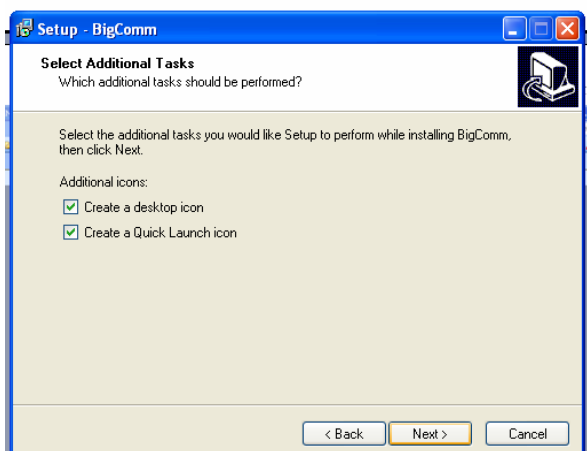 Setup - BigComm
Select Additional Tasks
Which additional tasks should be performed?
Select the additional tasks you would like Setup to perform while installing BigComm,
then click Next.
Additional icons:
Create a desktop icon
Create a Quick Launch icon
< Back
Next >
Cancel